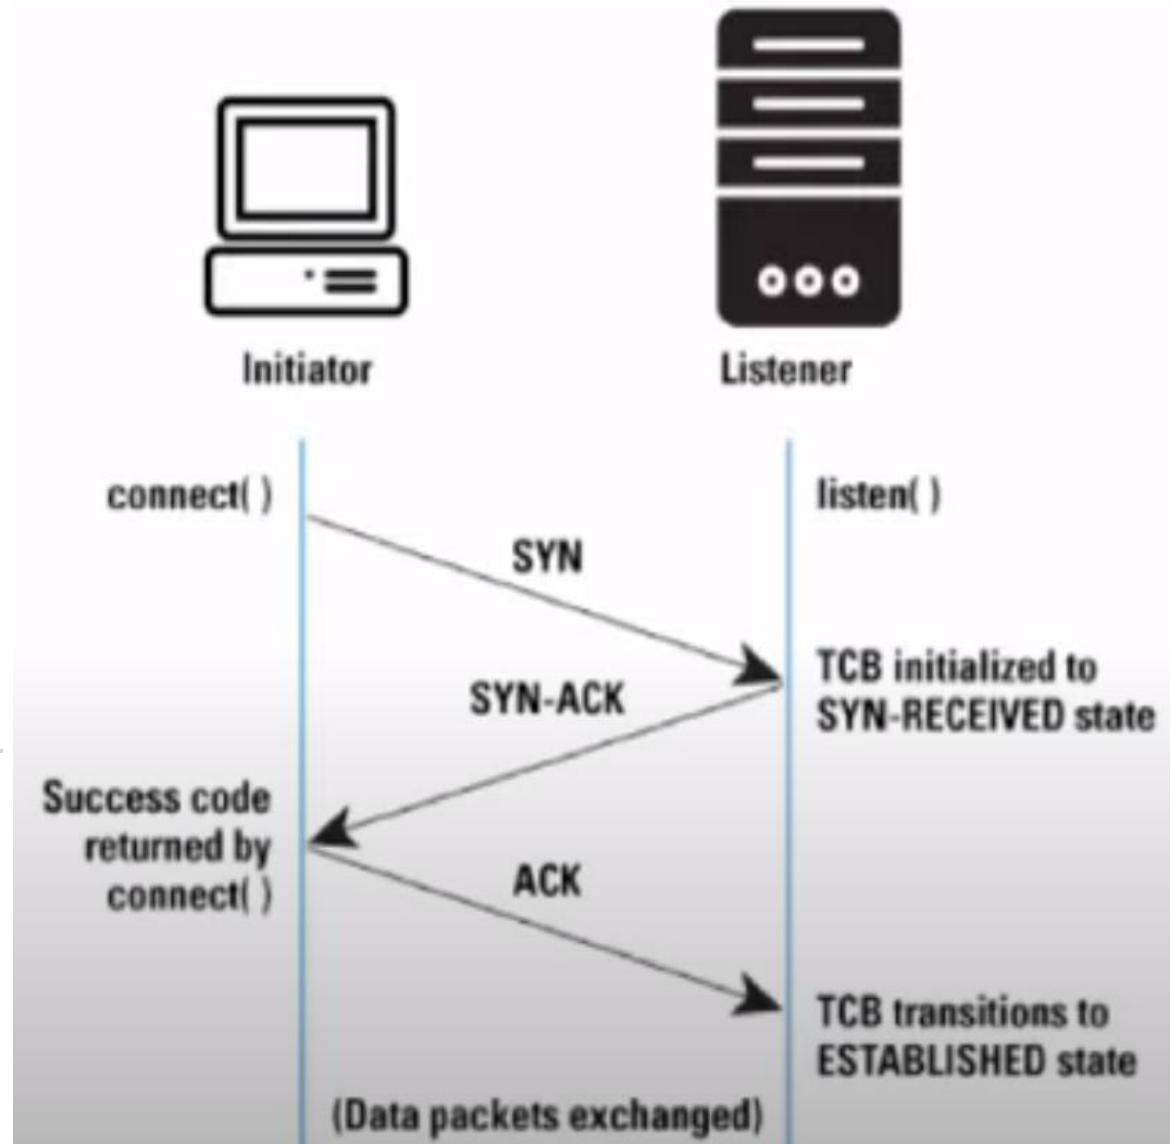 Initiator
Listener
connect( )
listen( )
SYN
TCB initialized to
SYN-RECEIVED state
SYN-ACK
Success code
returned by
connect( )
ACK
TCB transitions to
ESTABLISHED state
(Data packets exchanged)